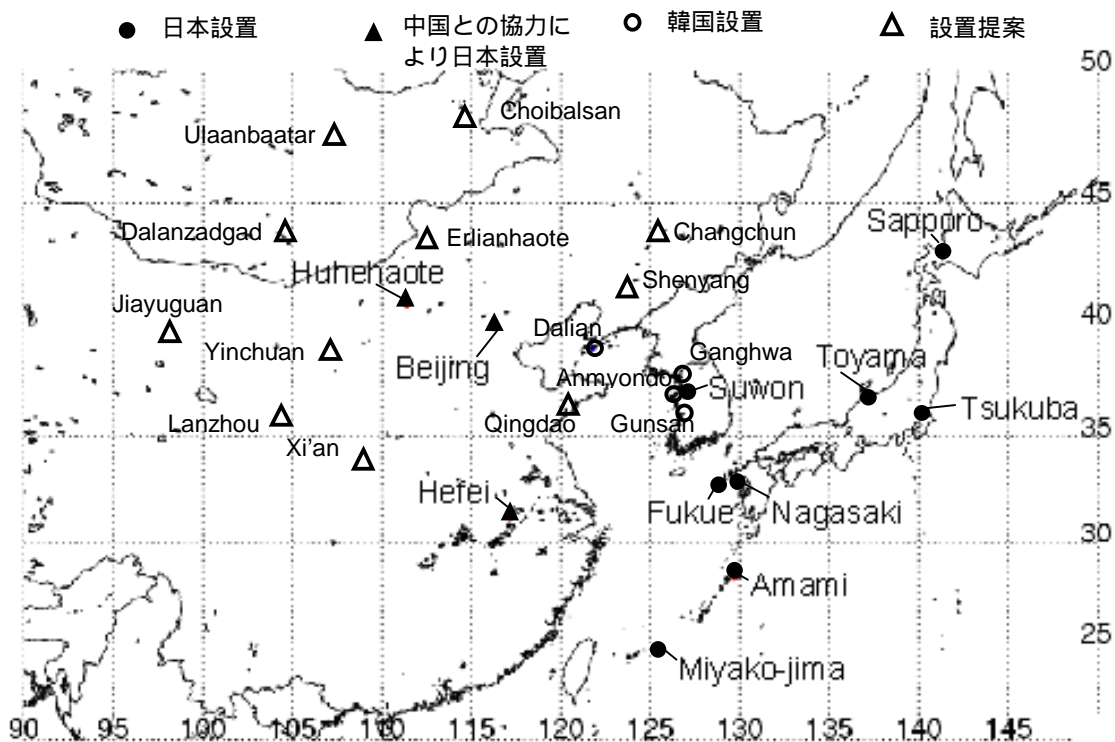 日本設置
中国との協力に
より日本設置
韓国設置
設置提案
50
Choibalsan
Ulaanbaatar
45
Sapporo
Dalanzadgad
Erlianhaote
Changchun
Huhehaote
Shenyang
Jiayuguan
40
Dalian
Yinchuan
Ganghwa
Toyama
Beijing
Anmyondo
Suwon
Tsukuba
Lanzhou
Qingdao
Gunsan
35
Xi'an
Hefei
Fukue
Nagasaki
30
Amami
25
Miyako-jima
90 95 100 105 110 115 120 125 130 135 140 145